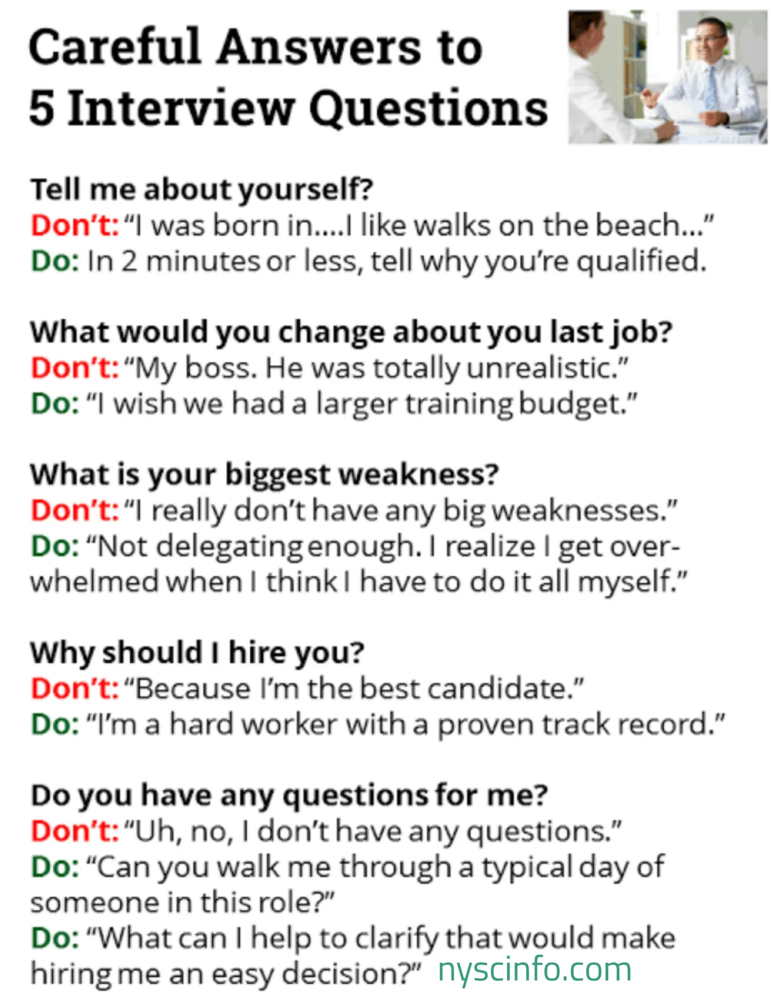 Careful Answers to
5 Interview Questions
Tell me about yourself?
Don't: “I was born in....I like walks on the beach...”
Do: In 2 minutes or less, tell why you’re qualified.
What would you change about you last job?
Don’t: “My boss. He was totally unrealistic.”
Do: “I wish we had a larger training budget.”
What is your biggest weakness?
Don’t: “I really don’t have any big weaknesses.”
Do: “Not delegating enough. I realize I get over-
whelmed when I think I have to do it all myself.”
Why should I hire you?
Don’t: “Because I’m the best candidate.”
Do: “I’m a hard worker with a proven track record.”
Do you have any questions for me?
Don’t: “Uh, no, I don’t have any questions.”
Do: “Can you walk me through a typical day of
someone in this role?”
Do: “What can I help to clarify that would make
hiring me an easy decision?” nyscinfo.com